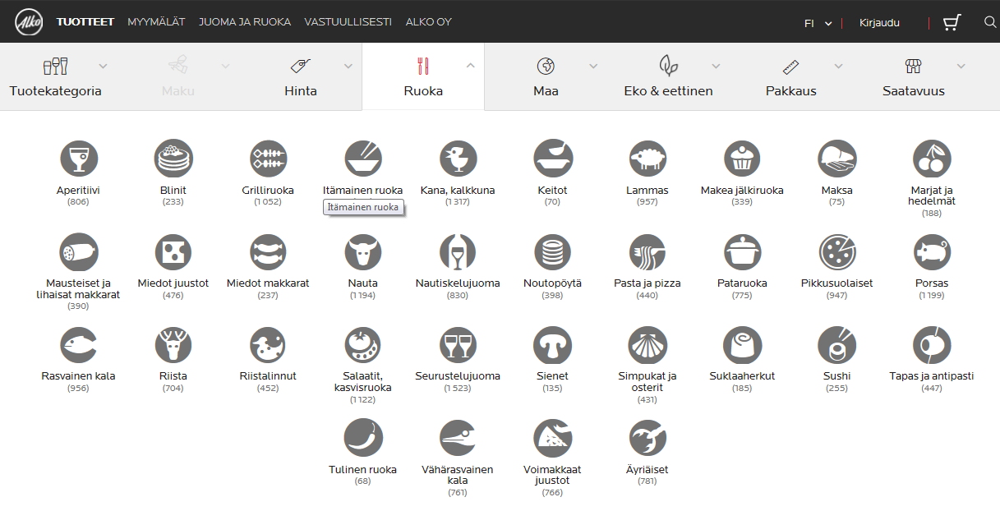 Alko TUOTTEET MYYMÄLÄT JUOMA JA RUOKA VASTUULLISESTI ALKO OY FI Kirjaudu
Tuotekategoria Maku Hinta Ruoka Maa Eko & eettinen Pakkaus Saatavuus
Aperitiivi
(806)
Blinit
(233)
Grilliruoka
(1 052)
Itämainen ruoka
Itämainen ruoka
Kana, kalkkuna
(1 317)
Keitot
(70)
Lammas
(957)
Makea jälkiruoka
(339)
Maksa
(75)
Marjat ja
hedelmät
(188)
Mausteiset ja
lihaisat makkarat
(390)
Miedot juustot
(476)
Miedot makkarat
(237)
Nauta
(1 194)
Nautiskelujuoma
(830)
Noutopöytä
(398)
Pasta ja pizza
(440)
Pataruoka
(775)
Pikkusuolaiset
(947)
Porsas
(1 199)
Rasvainen kala
(956)
Riista
(704)
Riistalinnut
(452)
Salaatit,
kasvisruoka
(1 122)
Seurustelujuoma
(1 523)
Sienet
(135)
Simpukat ja
osterit
(431)
Suklaaherkut
(185)
Sushi
(255)
Tapas ja antipasti
(447)
Tulinen ruoka
(68)
Vähärasvainen
kala
(761)
Voimakkaat
juustot
(766)
Äyriäiset
(781)